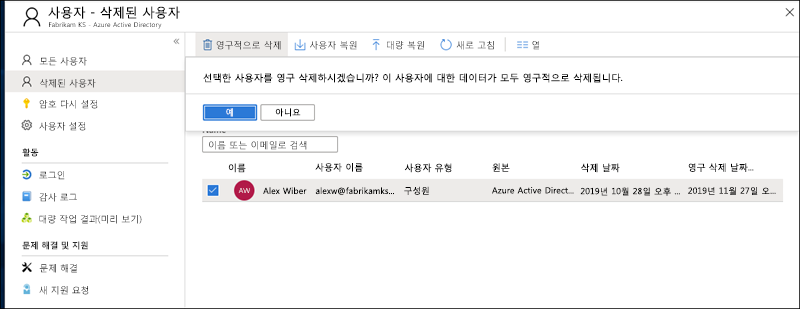 사용자 - 삭제된 사용자
Fabrikam KS - Azure Active Directory
모든 사용자
삭제된 사용자
암호 다시 설정
사용자 설정
활동
로그인
감사 로그
대량 작업 결과(미리 보기)
문제 해결 및 지원
문제 해결
새 지원 요청
영구적으로 삭제 사용자 복원 대량 복원 새로 고침 열
선택한 사용자를 영구 삭제하시겠습니까? 이 사용자에 대한 데이터가 모두 영구적으로 삭제됩니다.
예 아니요
Name
이름 또는 이메일로 검색
이름 사용자 이름 사용자 유형 원본 삭제 날짜 영구 삭제 날짜...
AW Alex Wiber alexw@fabrikamks... 구성원 Azure Active Direct... 2019년 10월 28일 오후 ... 2019년 11월 27일 오...